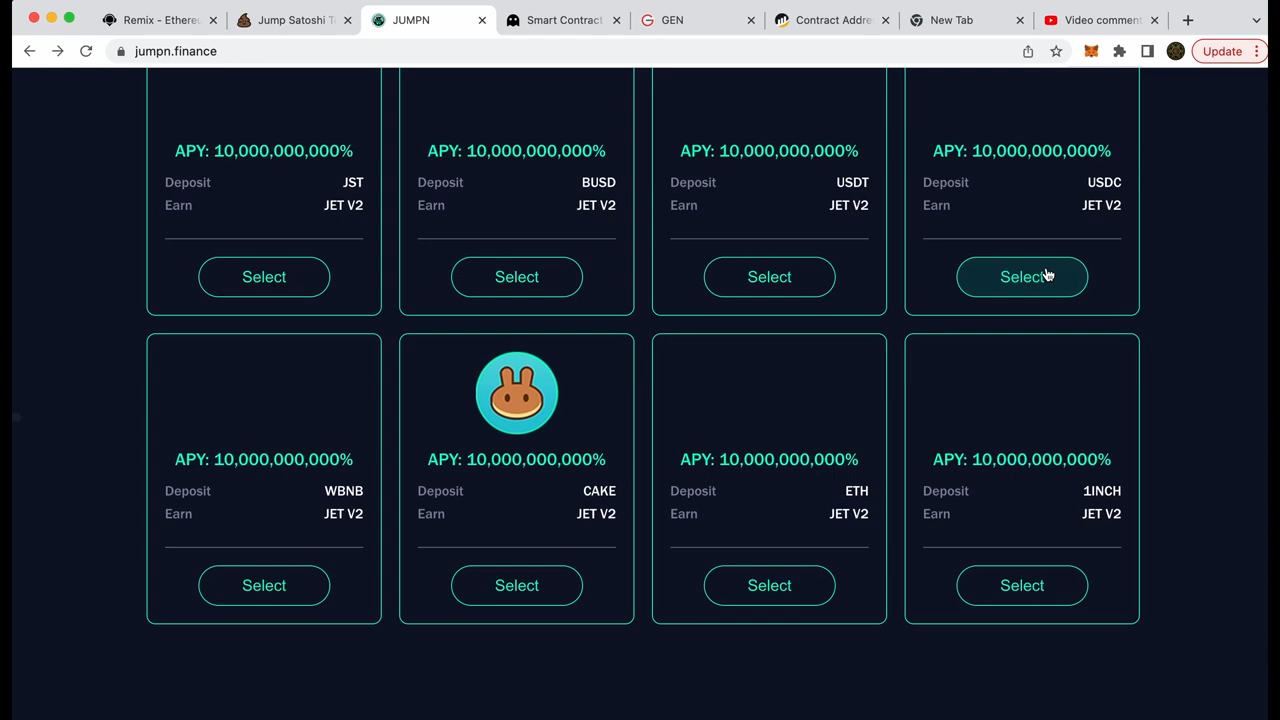 Remix - Ethereu
Jump Satoshi To
JUMPN
Smart Contract
GEN
Contract Addre
New Tab
Video comment
jumpn.finance
Update
APY: 10,000,000,000%
APY: 10,000,000,000%
APY: 10,000,000,000%
APY: 10,000,000,000%
Deposit JST
Deposit BUSD
Deposit USDT
Deposit USDC
Earn JET V2
Earn JET V2
Earn JET V2
Earn JET V2
Select
Select
Select
Select
APY: 10,000,000,000%
APY: 10,000,000,000%
APY: 10,000,000,000%
APY: 10,000,000,000%
Deposit WBNB
Deposit CAKE
Deposit ETH
Deposit 1INCH
Earn JET V2
Earn JET V2
Earn JET V2
Earn JET V2
Select
Select
Select
Select